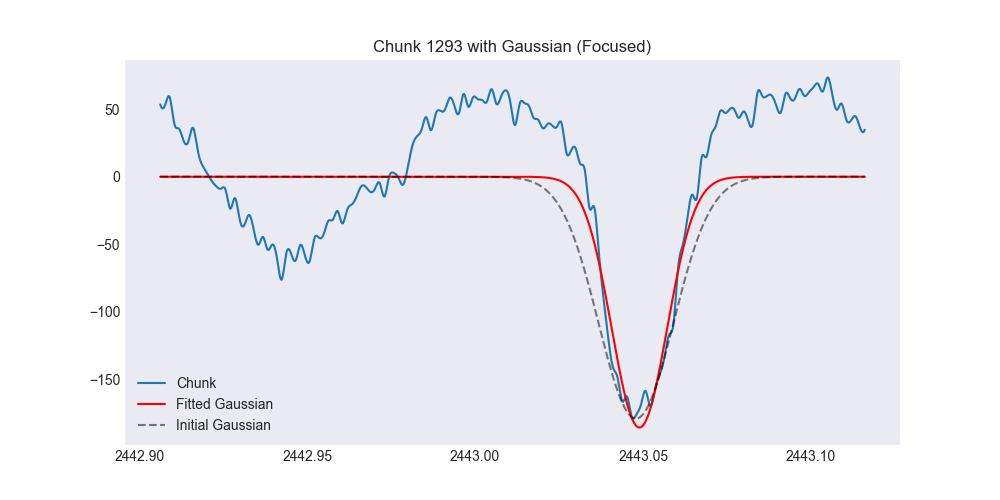 Chunk 1293 with Gaussian (Focused)
50
0
−50
−100
−150
Chunk
Fitted Gaussian
Initial Gaussian
2442.90 2442.95 2443.00 2443.05 2443.10